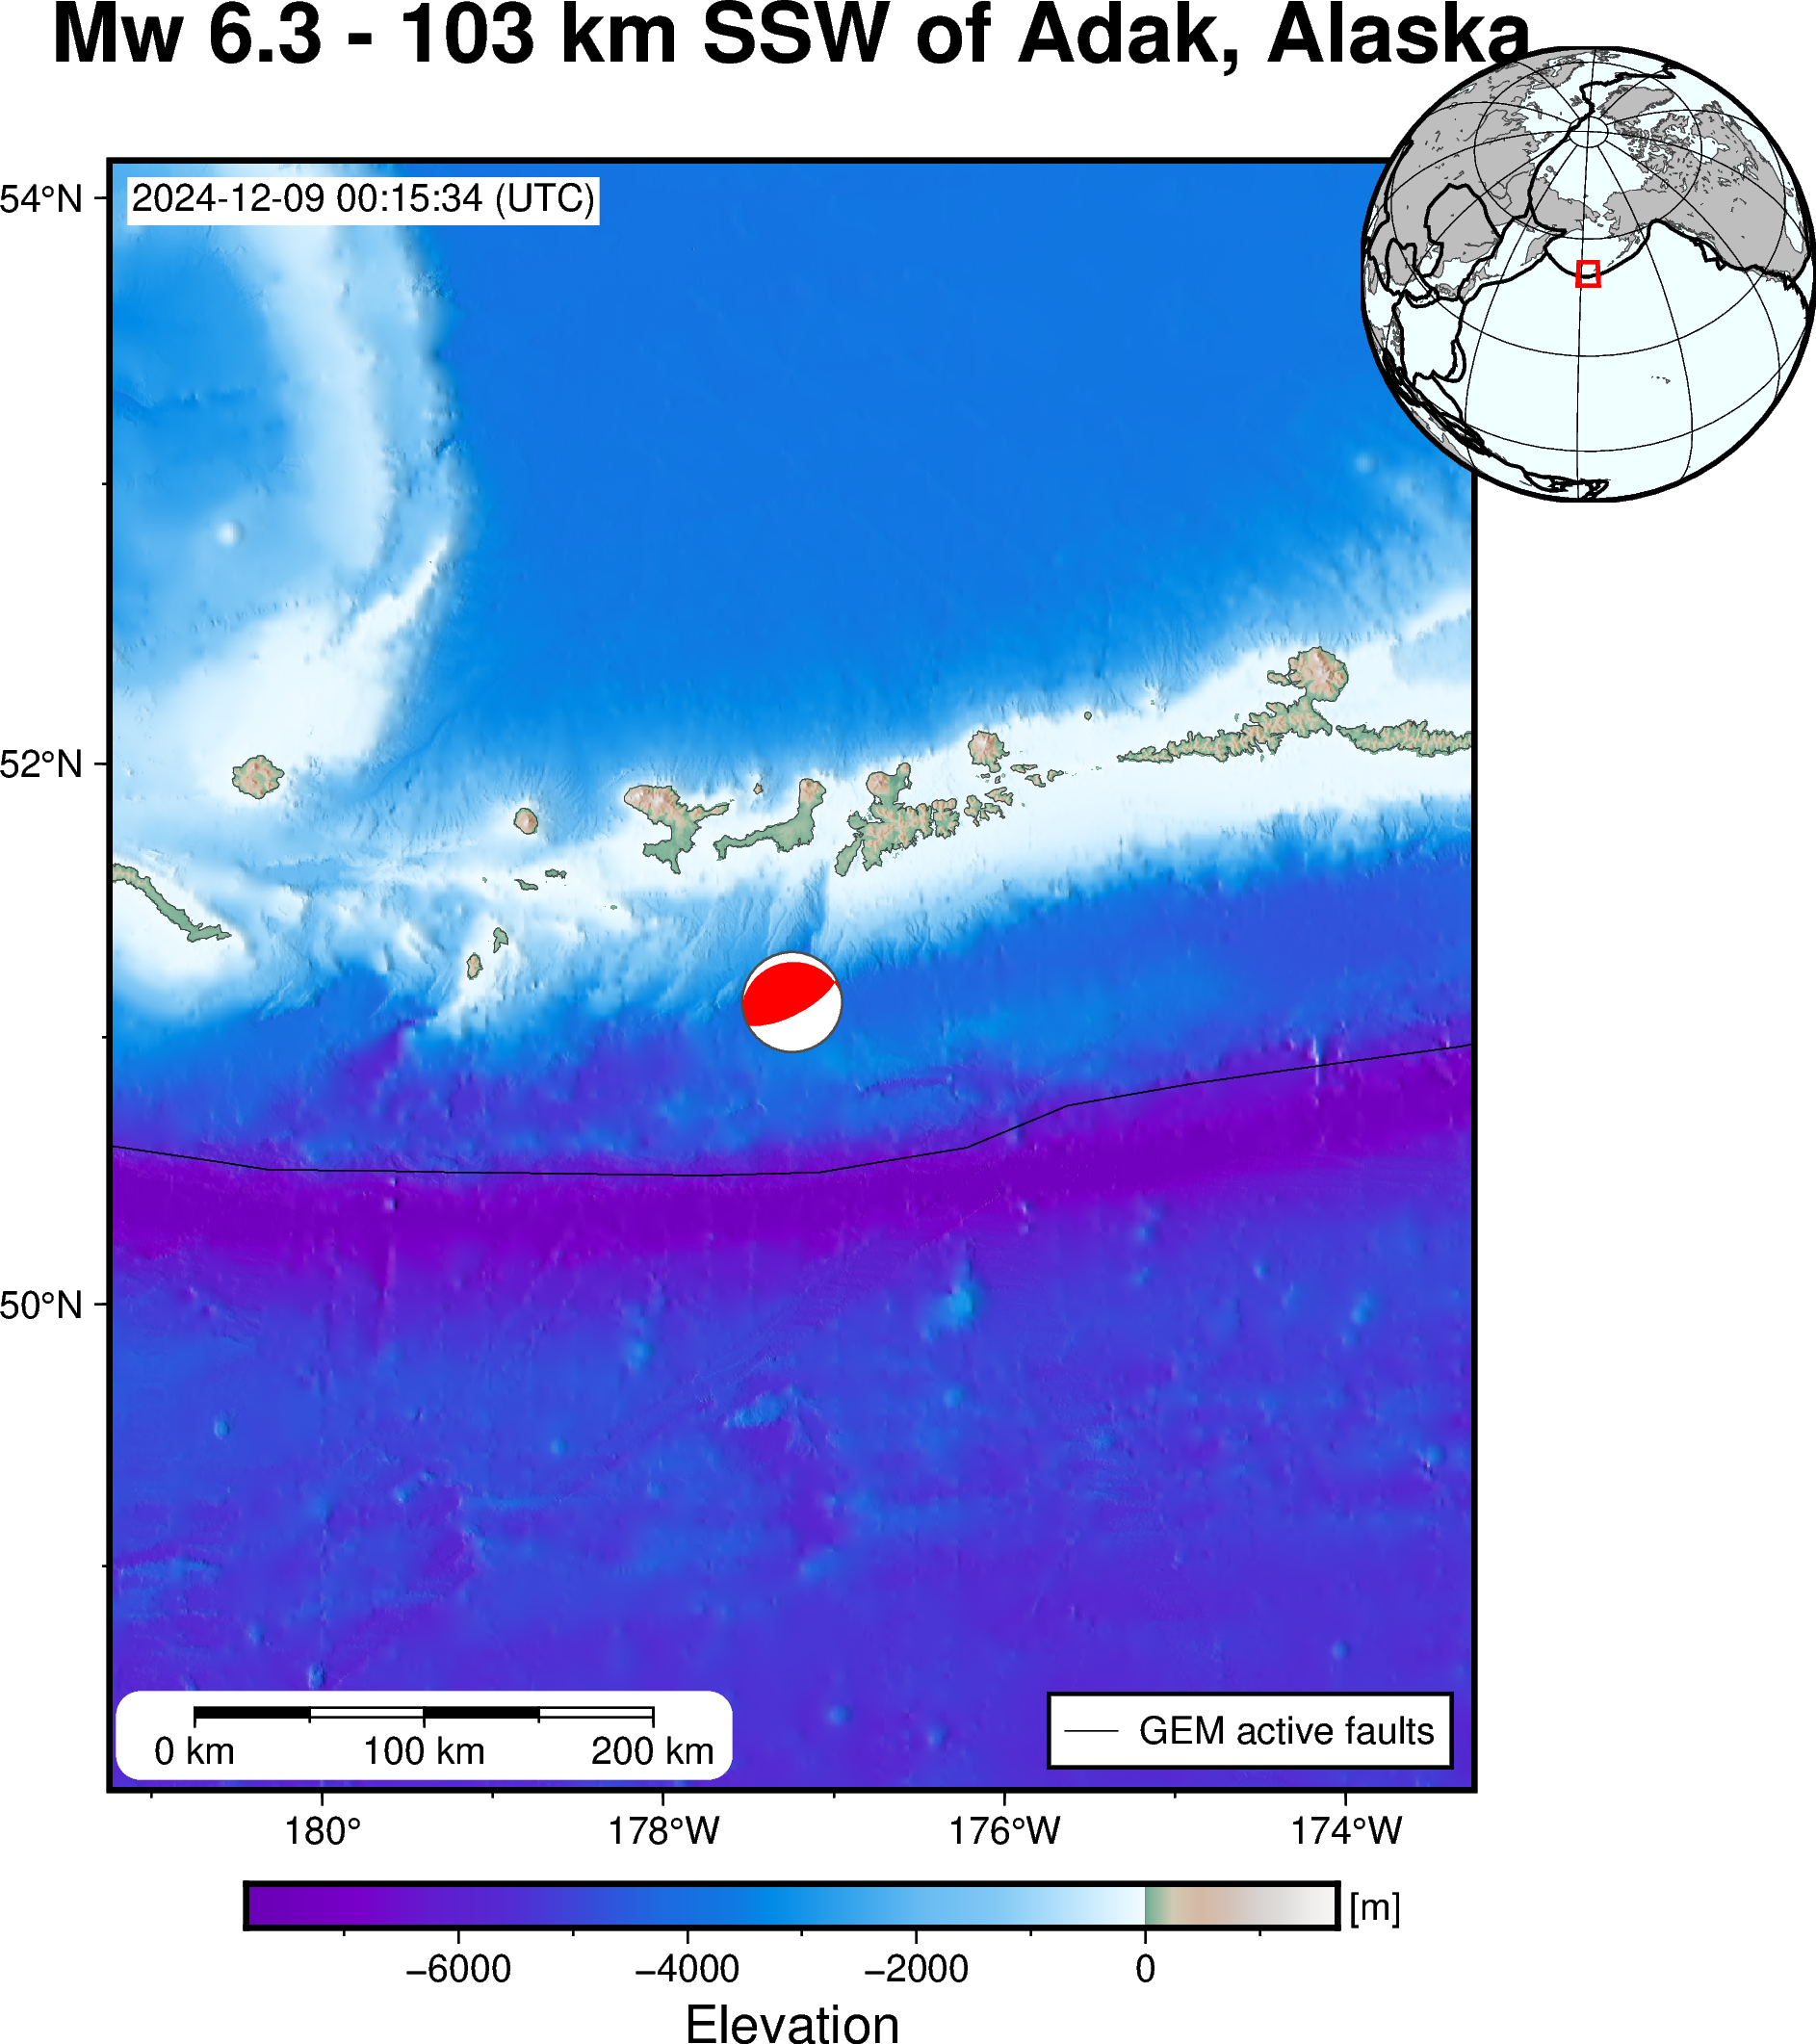 Mw 6.3 - 103 km SSW of Adak, Alaska
2024-12-09 00:15:34 (UTC)
54°N
52°N
50°N
0 km 100 km 200 km
GEM active faults
180° 178°W 176°W 174°W
[m]
−6000 −4000 −2000 0
Elevation